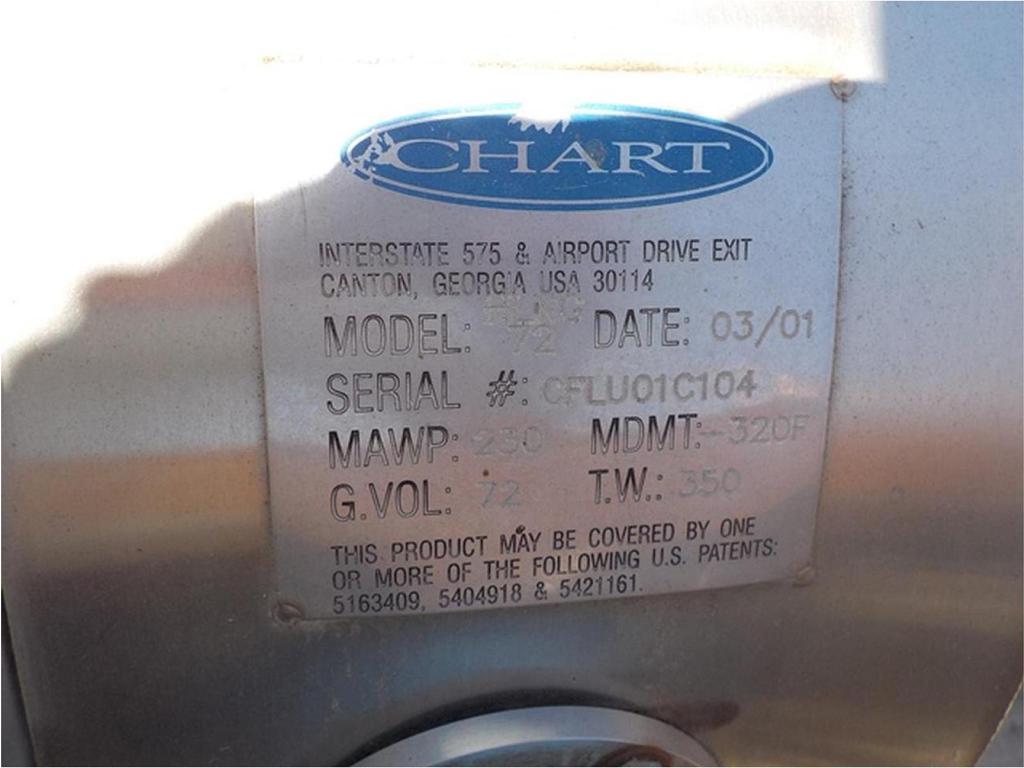 CHART
INTERSTATE 575 & AIRPORT DRIVE EXIT
CANTON, GEORGIA USA 30114
HLNG
MODEL: 72 DATE: 03/01
SERIAL #: CFLU01C104
MAWP: 230 MDMT: -320F
G.VOL: 72 T.W.: 350
THIS PRODUCT MAY BE COVERED BY ONE
OR MORE OF THE FOLLOWING U.S. PATENTS:
5163409, 5404918 & 5421161.